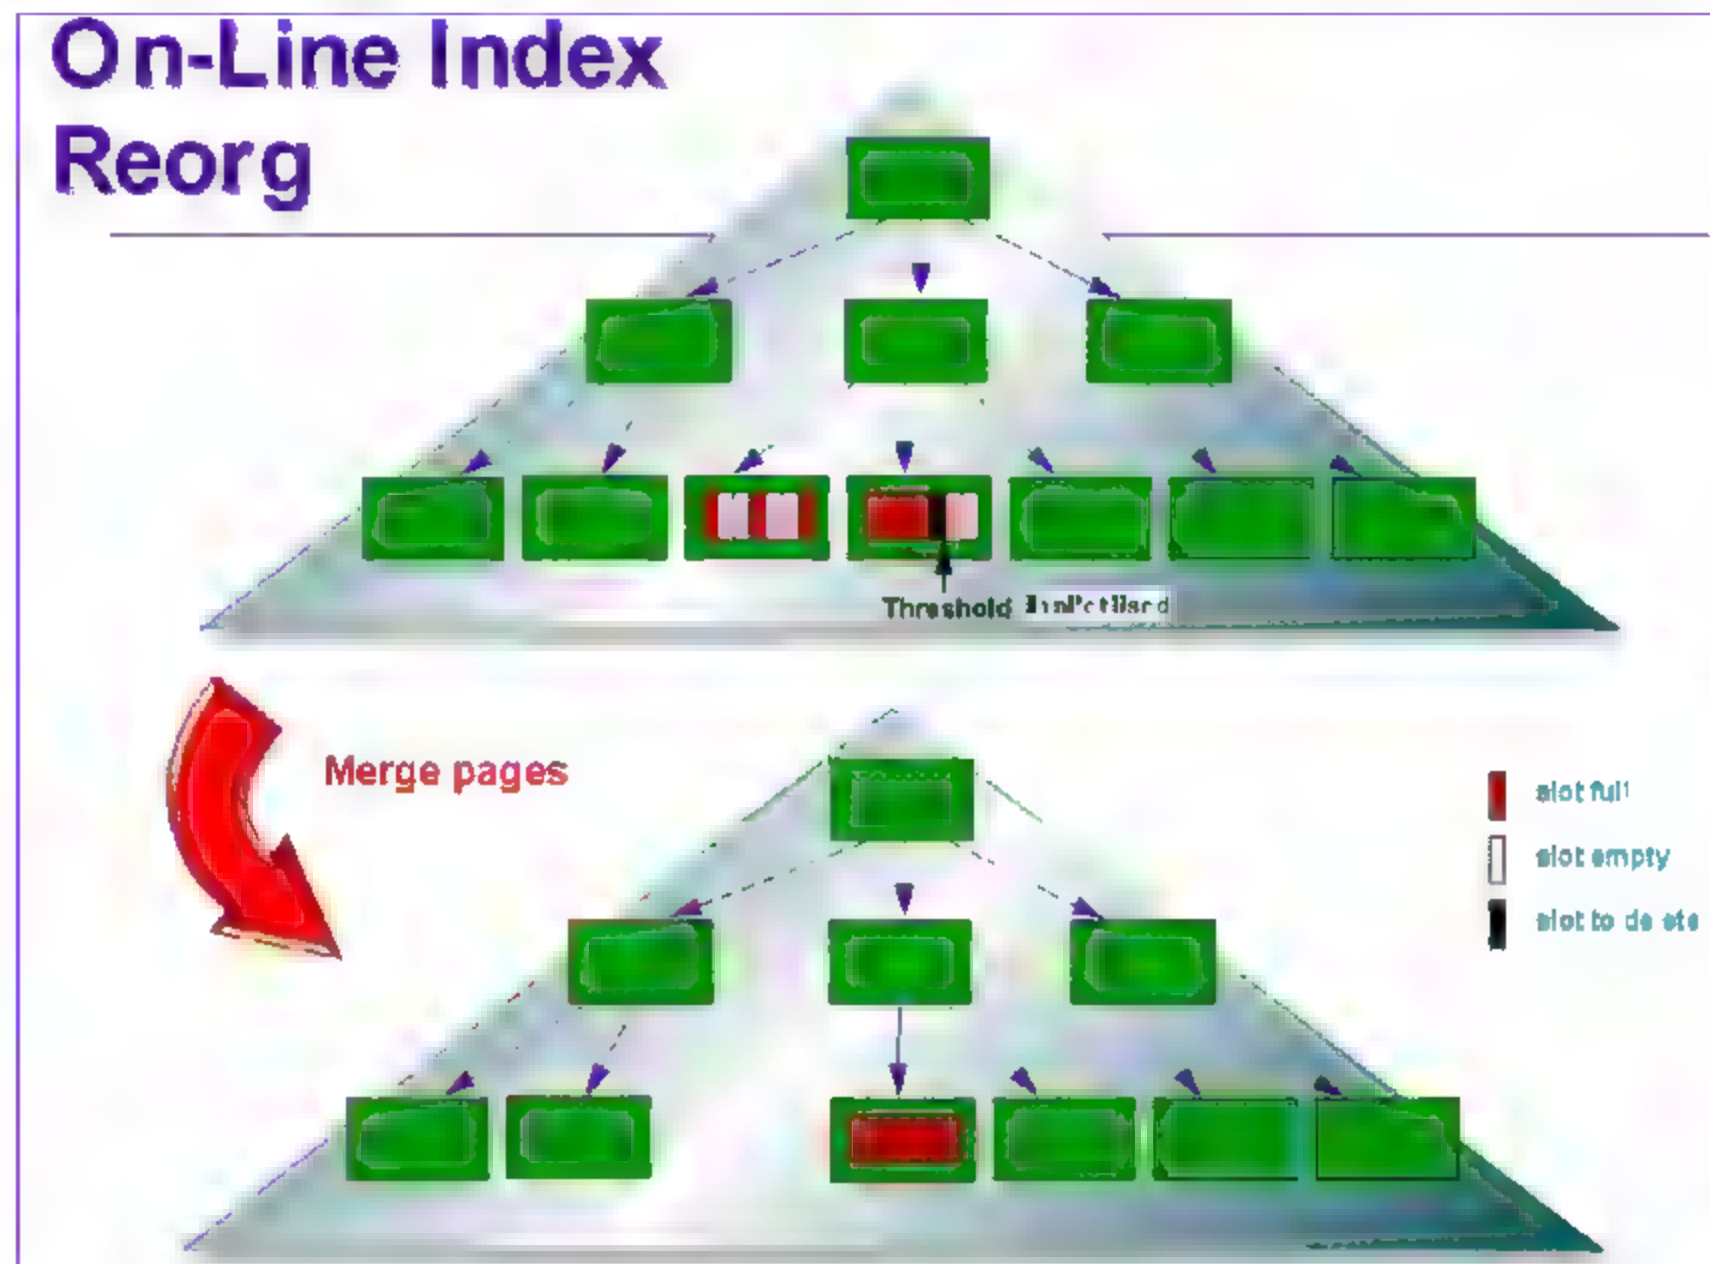 On-Line Index
Reorg
Threshold
Merge pages
slot full
slot empty
slot to delete